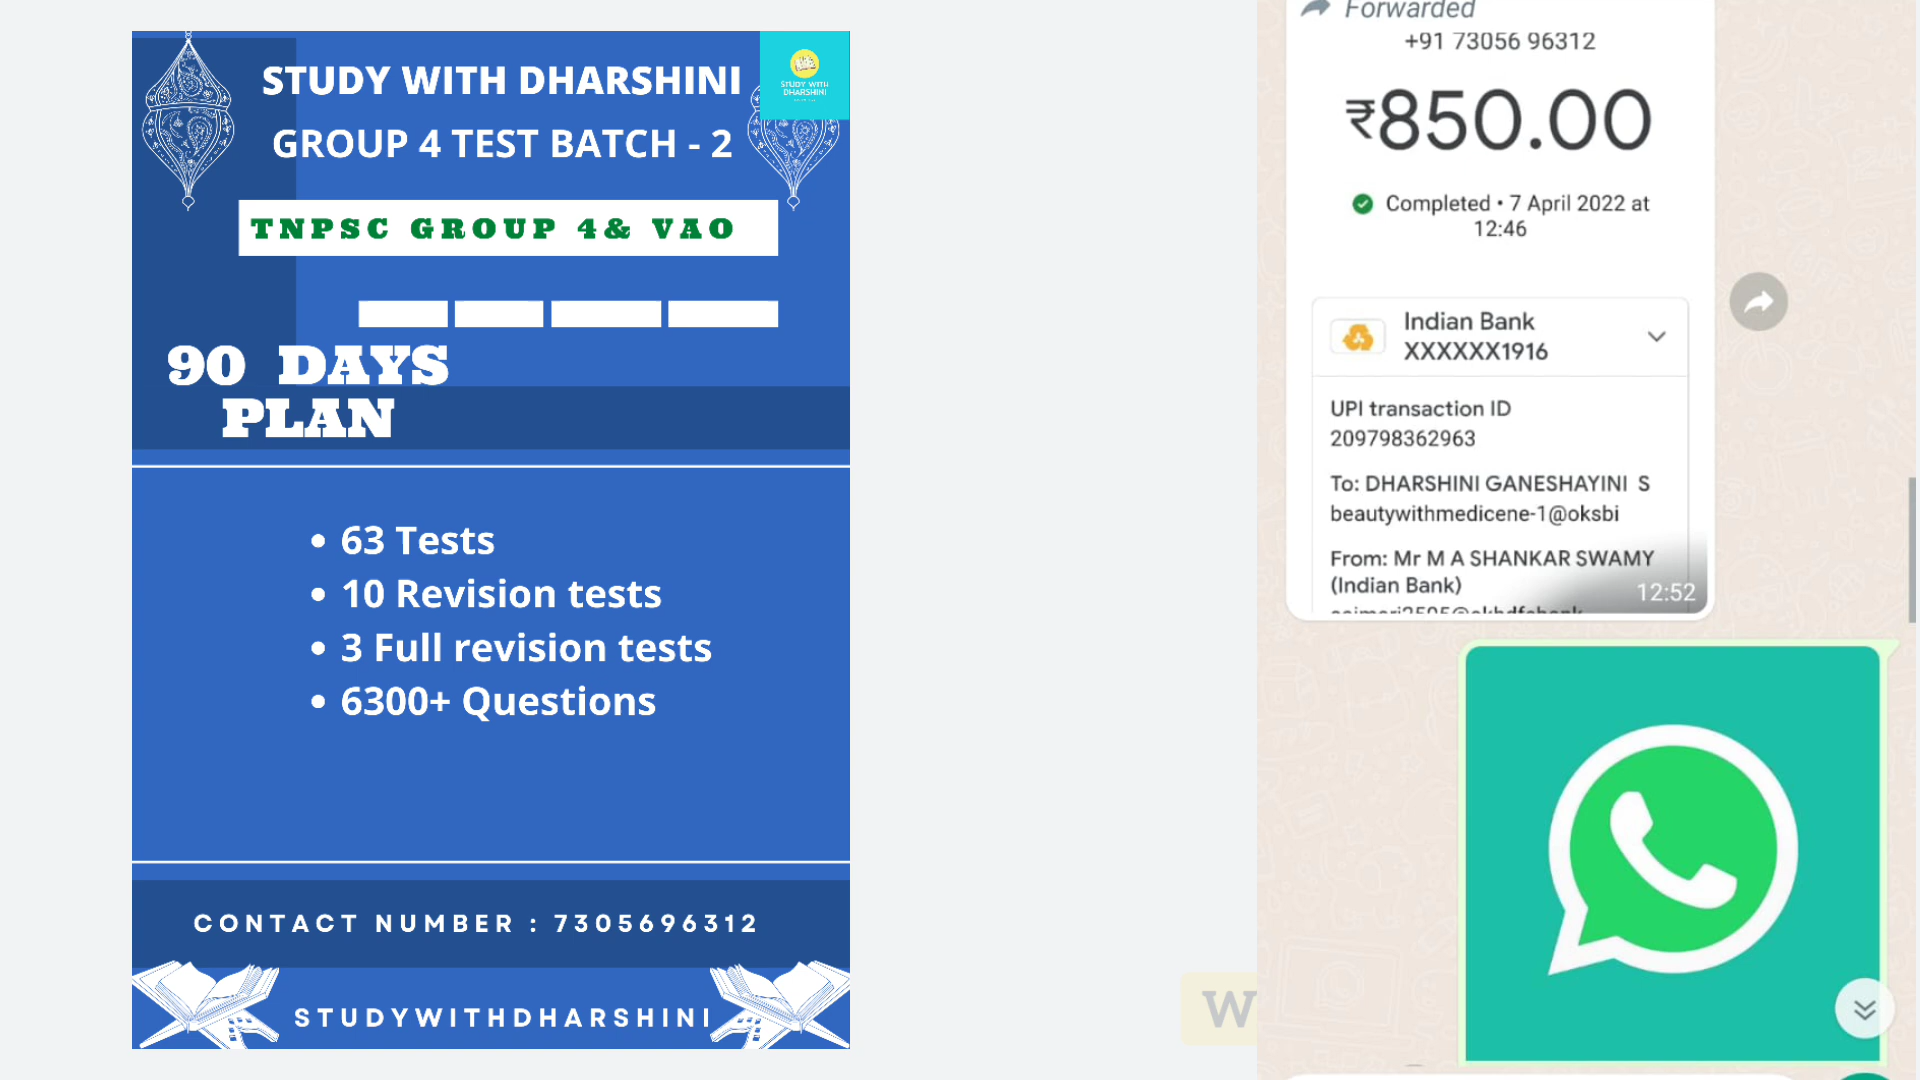 STUDY WITH DHARSHINI
GROUP 4 TEST BATCH - 2
STUDY WITH
DHARSHINI
TNPSC GROUP 4& VAO
90 DAYS
PLAN
• 63 Tests
• 10 Revision tests
• 3 Full revision tests
• 6300+ Questions
CONTACT NUMBER : 7305696312
STUDYWITHDHARSHINI
W
Forwarded
+91 73056 96312
₹850.00
Completed • 7 April 2022 at
12:46
Indian Bank
XXXXXX1916
UPI transaction ID
209798362963
To: DHARSHINI GANESHAYINI S
beautywithmedicene-1@oksbi
From: Mr M A SHANKAR SWAMY
(Indian Bank)
12:52